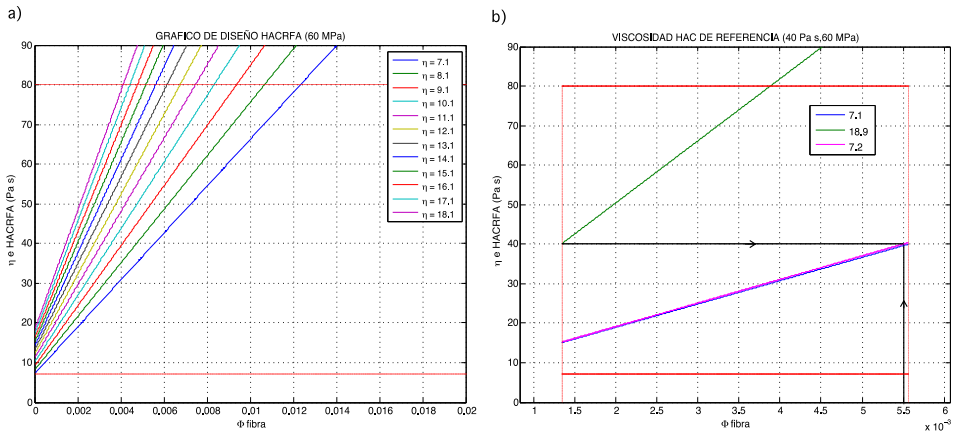 a)
GRAFICO DE DISEÑO HACRFA (60 MPa)
η e HACRFA (Pa s)
90
80
70
60
50
40
30
20
10
0
η = 7.1
η = 8.1
η = 9.1
η = 10.1
η = 11.1
η = 12.1
η = 13.1
η = 14.1
η = 15.1
η = 16.1
η = 17.1
η = 18.1
0 0,002 0,004 0,006 0,008 0,01 0,012 0,014 0,016 0,018 0,02
Φ fibra
b)
VISCOSIDAD HAC DE REFERENCIA (40 Pa s,60 MPa)
η e HACRFA (Pa s)
90
80
70
60
50
40
30
20
10
0
7.1
18.9
7.2
1 1.5 2 2.5 3 3.5 4 4.5 5 5.5 6
x 10⁻³
Φ fibra